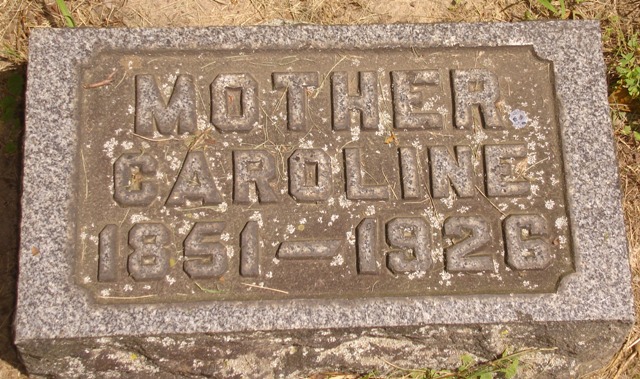 MOTHER
CAROLINE
1851 — 1926